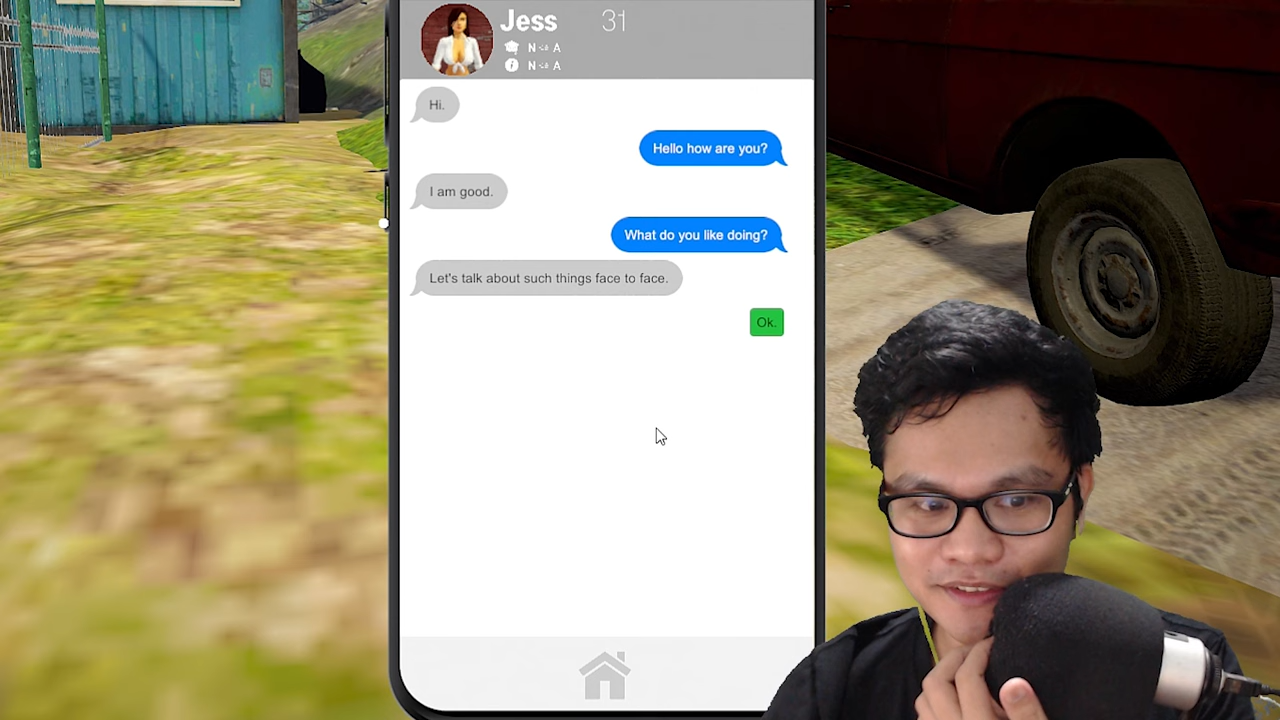 Jess 31
N
A
N
A
Hi.
Hello how are you?
I am good.
What do you like doing?
Let's talk about such things face to face.
Ok.